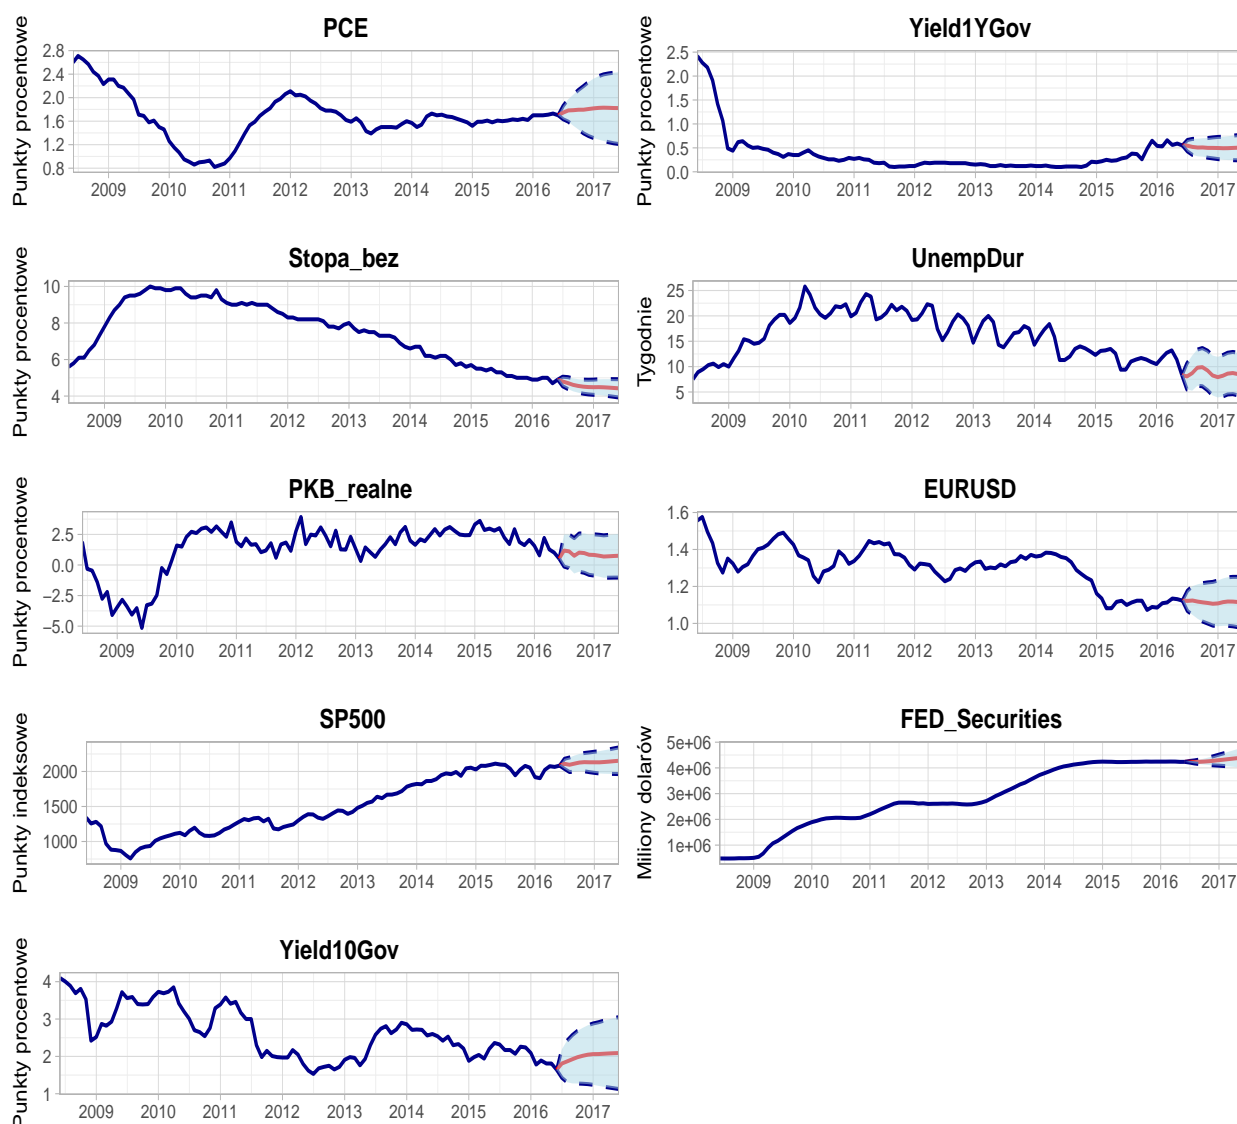 PCE
Punkty procentowe
2.8
2.4
2.0
1.6
1.2
0.8
2009 2010 2011 2012 2013 2014 2015 2016 2017
Yield1YGov
Punkty procentowe
2.5
2.0
1.5
1.0
0.5
0.0
2009 2010 2011 2012 2013 2014 2015 2016 2017
Stopa_bez
Punkty procentowe
10
8
6
4
2009 2010 2011 2012 2013 2014 2015 2016 2017
UnempDur
Tygodnie
25
20
15
10
5
2009 2010 2011 2012 2013 2014 2015 2016 2017
PKB_realne
Punkty procentowe
2.5
0.0
−2.5
−5.0
2009 2010 2011 2012 2013 2014 2015 2016 2017
EURUSD
1.6
1.4
1.2
1.0
2009 2010 2011 2012 2013 2014 2015 2016 2017
SP500
Punkty indeksowe
2000
1500
1000
2009 2010 2011 2012 2013 2014 2015 2016 2017
FED_Securities
Miliony dolarów
5e+06
4e+06
3e+06
2e+06
1e+06
2009 2010 2011 2012 2013 2014 2015 2016 2017
Yield10Gov
Punkty procentowe
4
3
2
1
2009 2010 2011 2012 2013 2014 2015 2016 2017